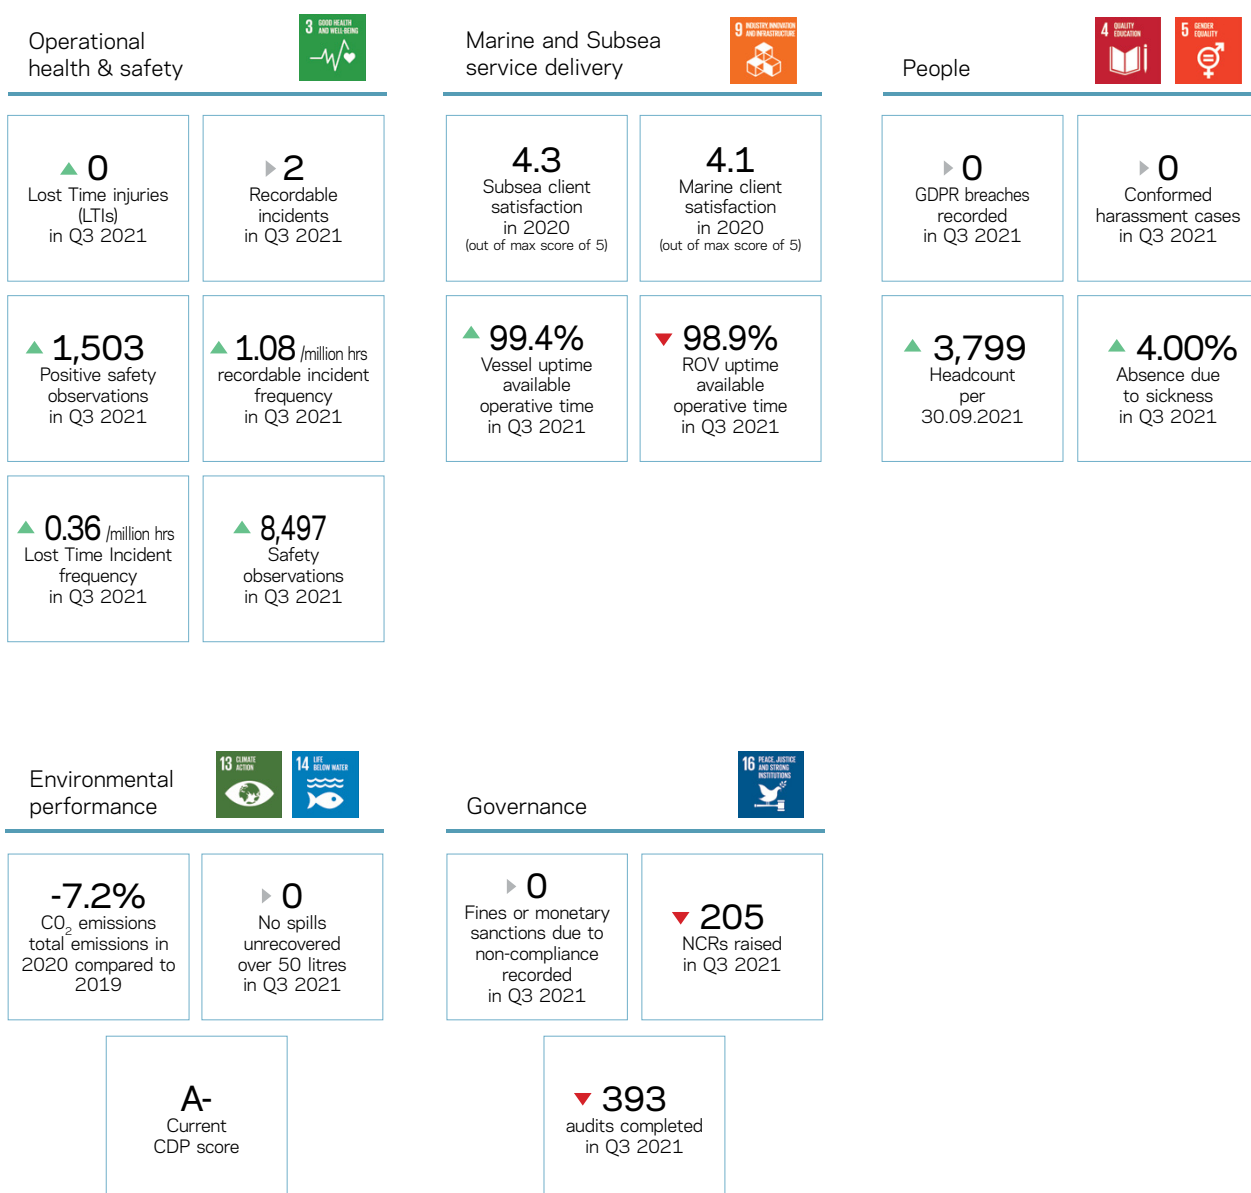 Operational
health & safety
3 GOOD HEALTH
AND WELL-BEING
0
Lost Time injuries
(LTIs)
in Q3 2021
2
Recordable
incidents
in Q3 2021
1,503
Positive safety
observations
in Q3 2021
1.08 /million hrs
recordable incident
frequency
in Q3 2021
0.36 /million hrs
Lost Time Incident
frequency
in Q3 2021
8,497
Safety
observations
in Q3 2021
Marine and Subsea
service delivery
9 INDUSTRY, INNOVATION
AND INFRASTRUCTURE
4.3
Subsea client
satisfaction
in 2020
(out of max score of 5)
4.1
Marine client
satisfaction
in 2020
(out of max score of 5)
99.4%
Vessel uptime
available
operative time
in Q3 2021
98.9%
ROV uptime
available
operative time
in Q3 2021
People
4 QUALITY
EDUCATION
5 GENDER
EQUALITY
0
GDPR breaches
recorded
in Q3 2021
0
Conformed
harassment cases
in Q3 2021
3,799
Headcount
per
30.09.2021
4.00%
Absence due
to sickness
in Q3 2021
Environmental
performance
13 CLIMATE
ACTION
14 LIFE
BELOW WATER
-7.2%
CO₂ emissions
total emissions in
2020 compared to
2019
0
No spills
unrecovered
over 50 litres
in Q3 2021
A-
Current
CDP score
Governance
16 PEACE, JUSTICE
AND STRONG
INSTITUTIONS
0
Fines or monetary
sanctions due to
non-compliance
recorded
in Q3 2021
205
NCRs raised
in Q3 2021
393
audits completed
in Q3 2021